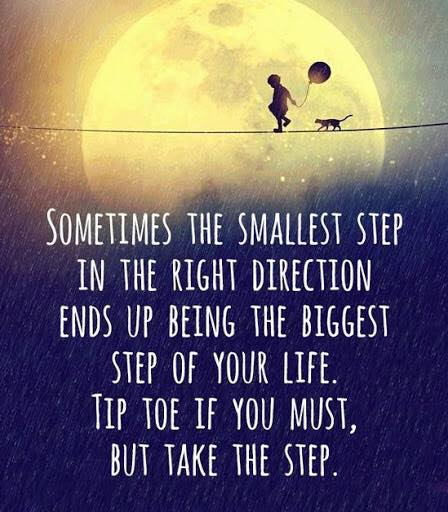 SOMETIMES THE SMALLEST STEP
IN THE RIGHT DIRECTION
ENDS UP BEING THE BIGGEST
STEP OF YOUR LIFE.
TIP TOE IF YOU MUST,
BUT TAKE THE STEP.